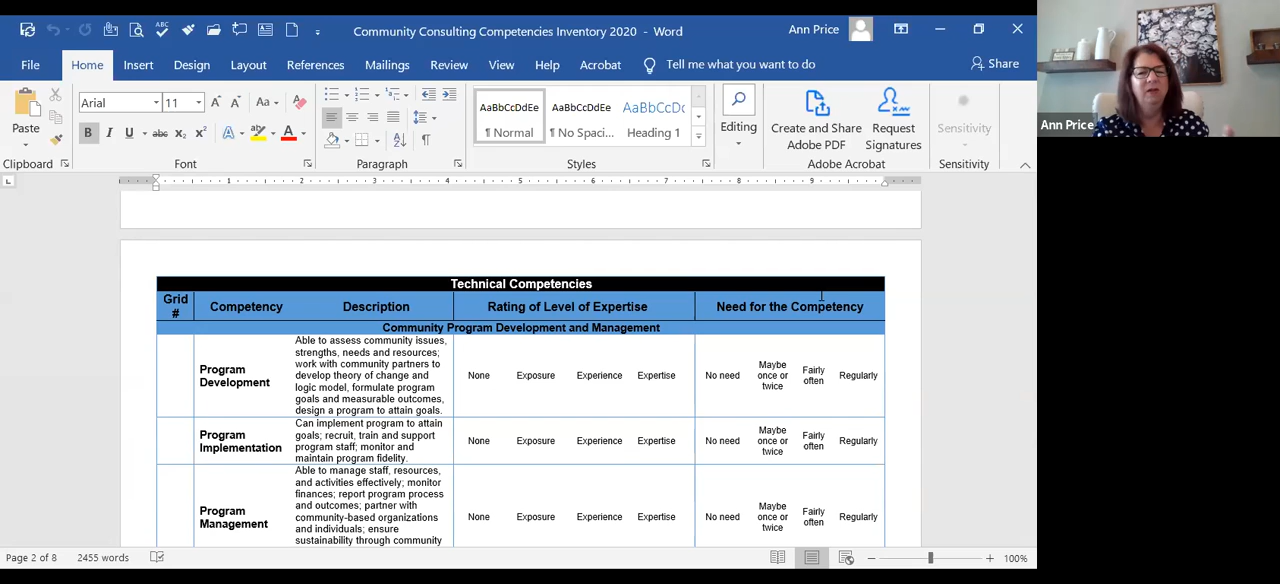 Community Consulting Competencies Inventory 2020 - Word
Ann Price
File Home Insert Design Layout References Mailings Review View Help Acrobat Tell me what you want to do Share
Arial 11
Paste
Clipboard
Font
Paragraph
AaBbCcDdEe AaBbCcDdEe AaBbCcDc
¶ Normal ¶ No Spaci... Heading 1
Styles
Editing
Create and Share
Adobe PDF
Request
Signatures
Adobe Acrobat
Sensitivity
Sensitivity
Ann Price
1 2 3 4 5 6 7 8 9
Technical Competencies
Grid
#
Competency
Description
Rating of Level of Expertise
Need for the Competency
Community Program Development and Management
Program
Development
Able to assess community issues,
strengths, needs and resources;
work with community partners to
develop theory of change and
logic model, formulate program
goals and measurable outcomes,
design a program to attain goals.
None Exposure Experience Expertise
No need
Maybe
once or
twice
Fairly
often
Regularly
Program
Implementation
Can implement program to attain
goals; recruit, train and support
program staff; monitor and
maintain program fidelity.
None Exposure Experience Expertise
No need
Maybe
once or
twice
Fairly
often
Regularly
Program
Management
Able to manage staff, resources,
and activities effectively; monitor
finances; report program process
and outcomes; partner with
community-based organizations
and individuals; ensure
sustainability through community
None Exposure Experience Expertise
No need
Maybe
once or
twice
Fairly
often
Regularly
Page 2 of 8 2455 words
100%